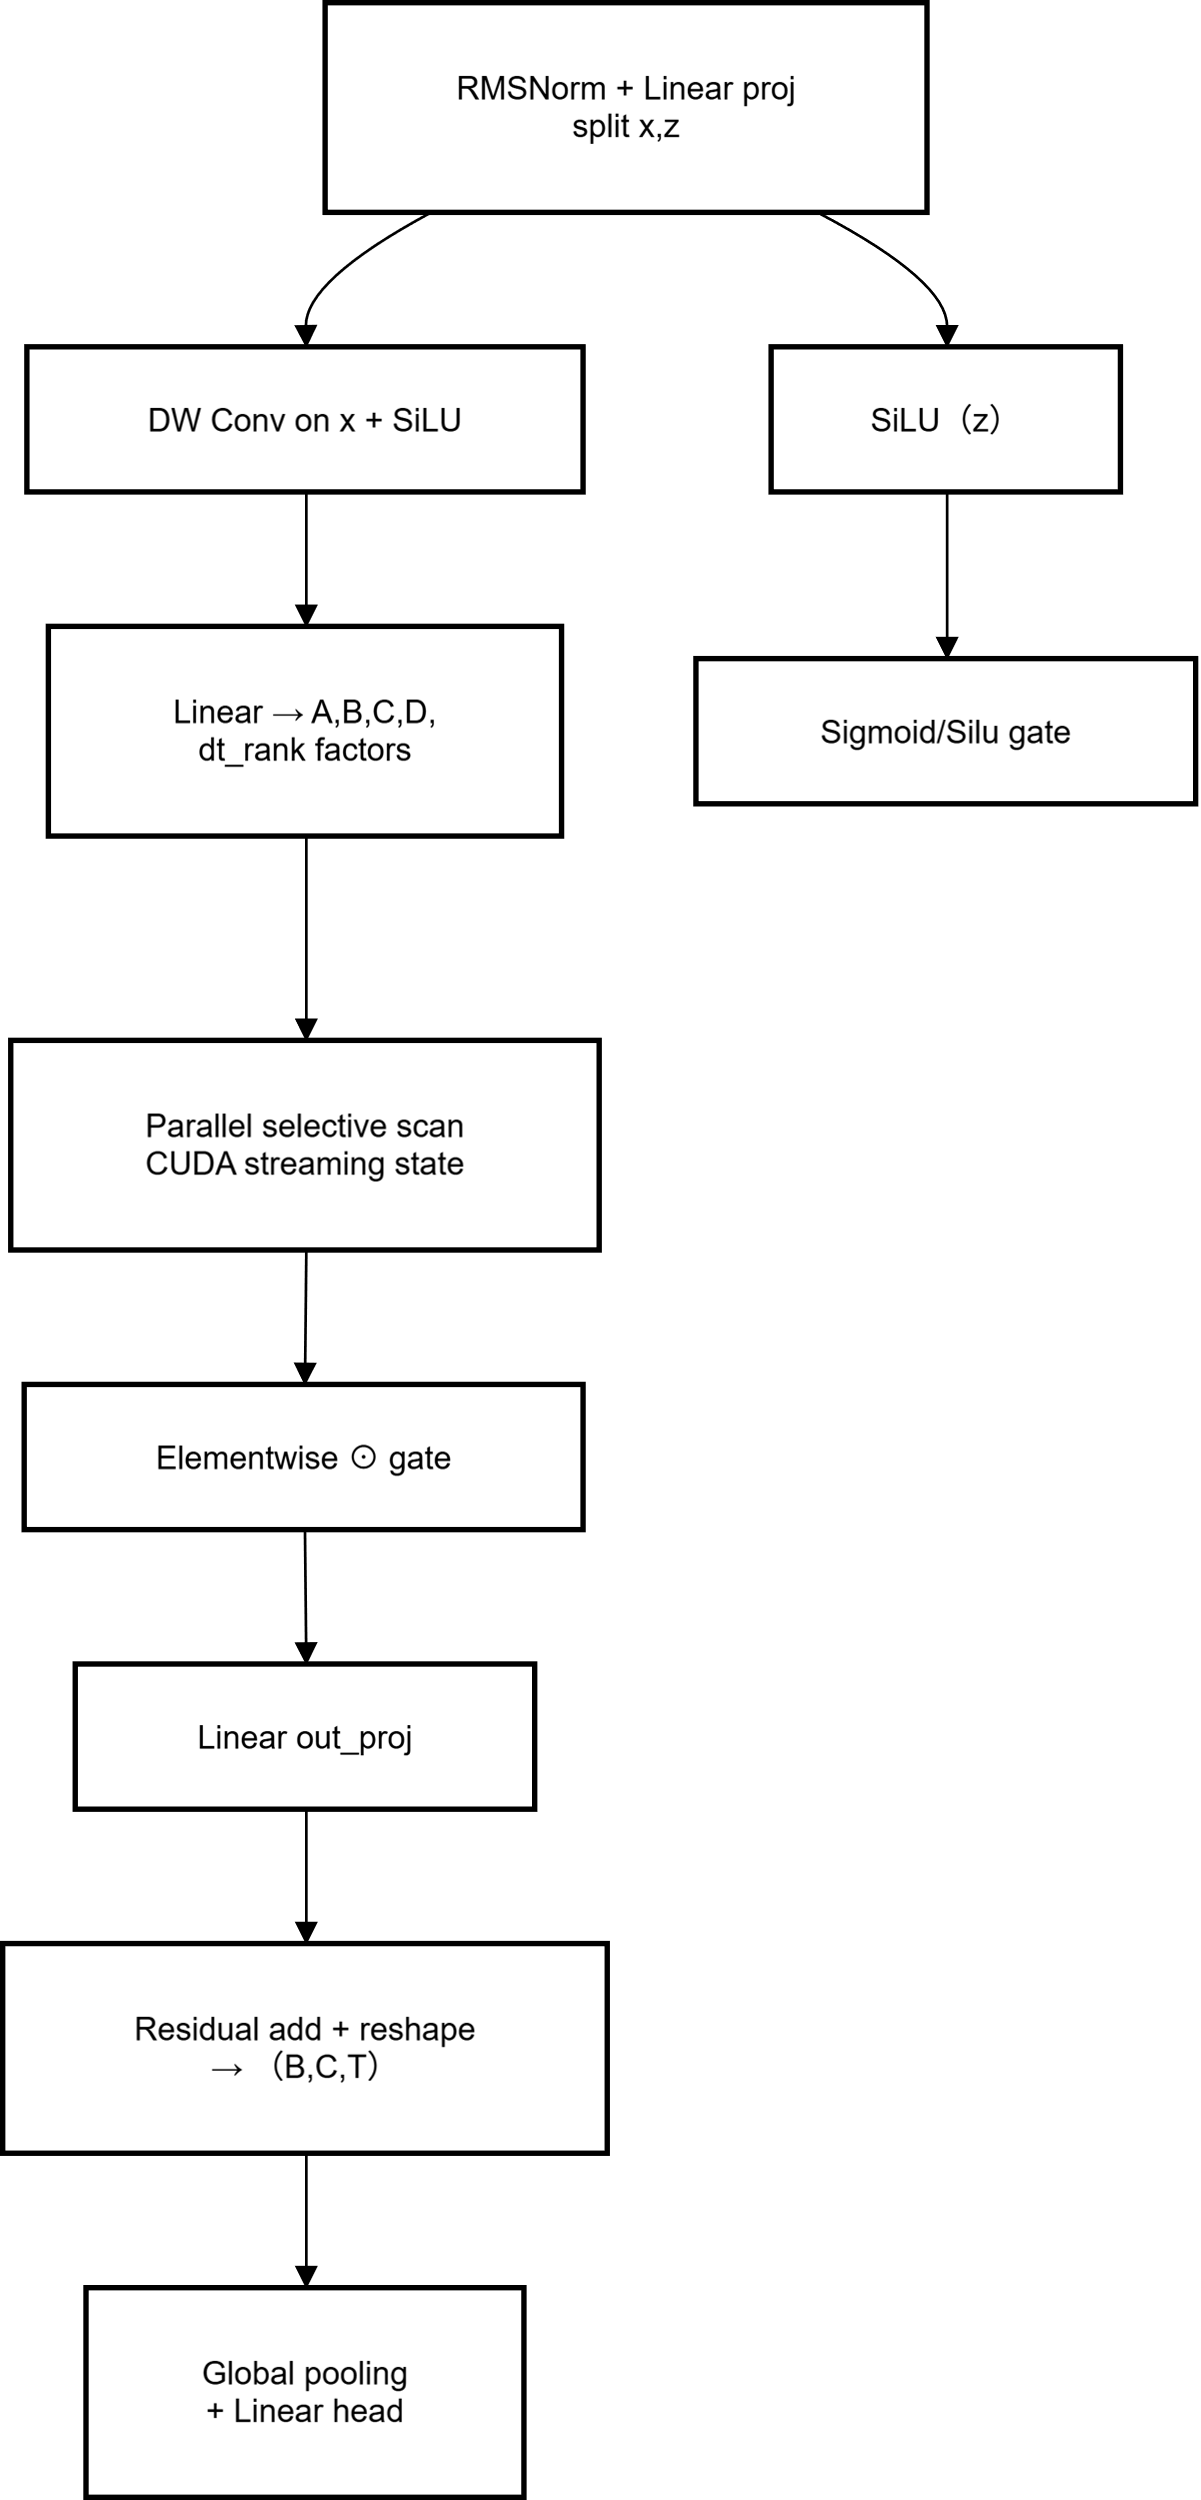 RMSNorm + Linear proj
split x,z
DW Conv on x + SiLU
SiLU（z）
Linear →A,B,C,D,
dt_rank factors
Sigmoid/Silu gate
Parallel selective scan
CUDA streaming state
Elementwise ⊙ gate
Linear out_proj
Residual add + reshape
→ （B,C,T）
Global pooling
+ Linear head